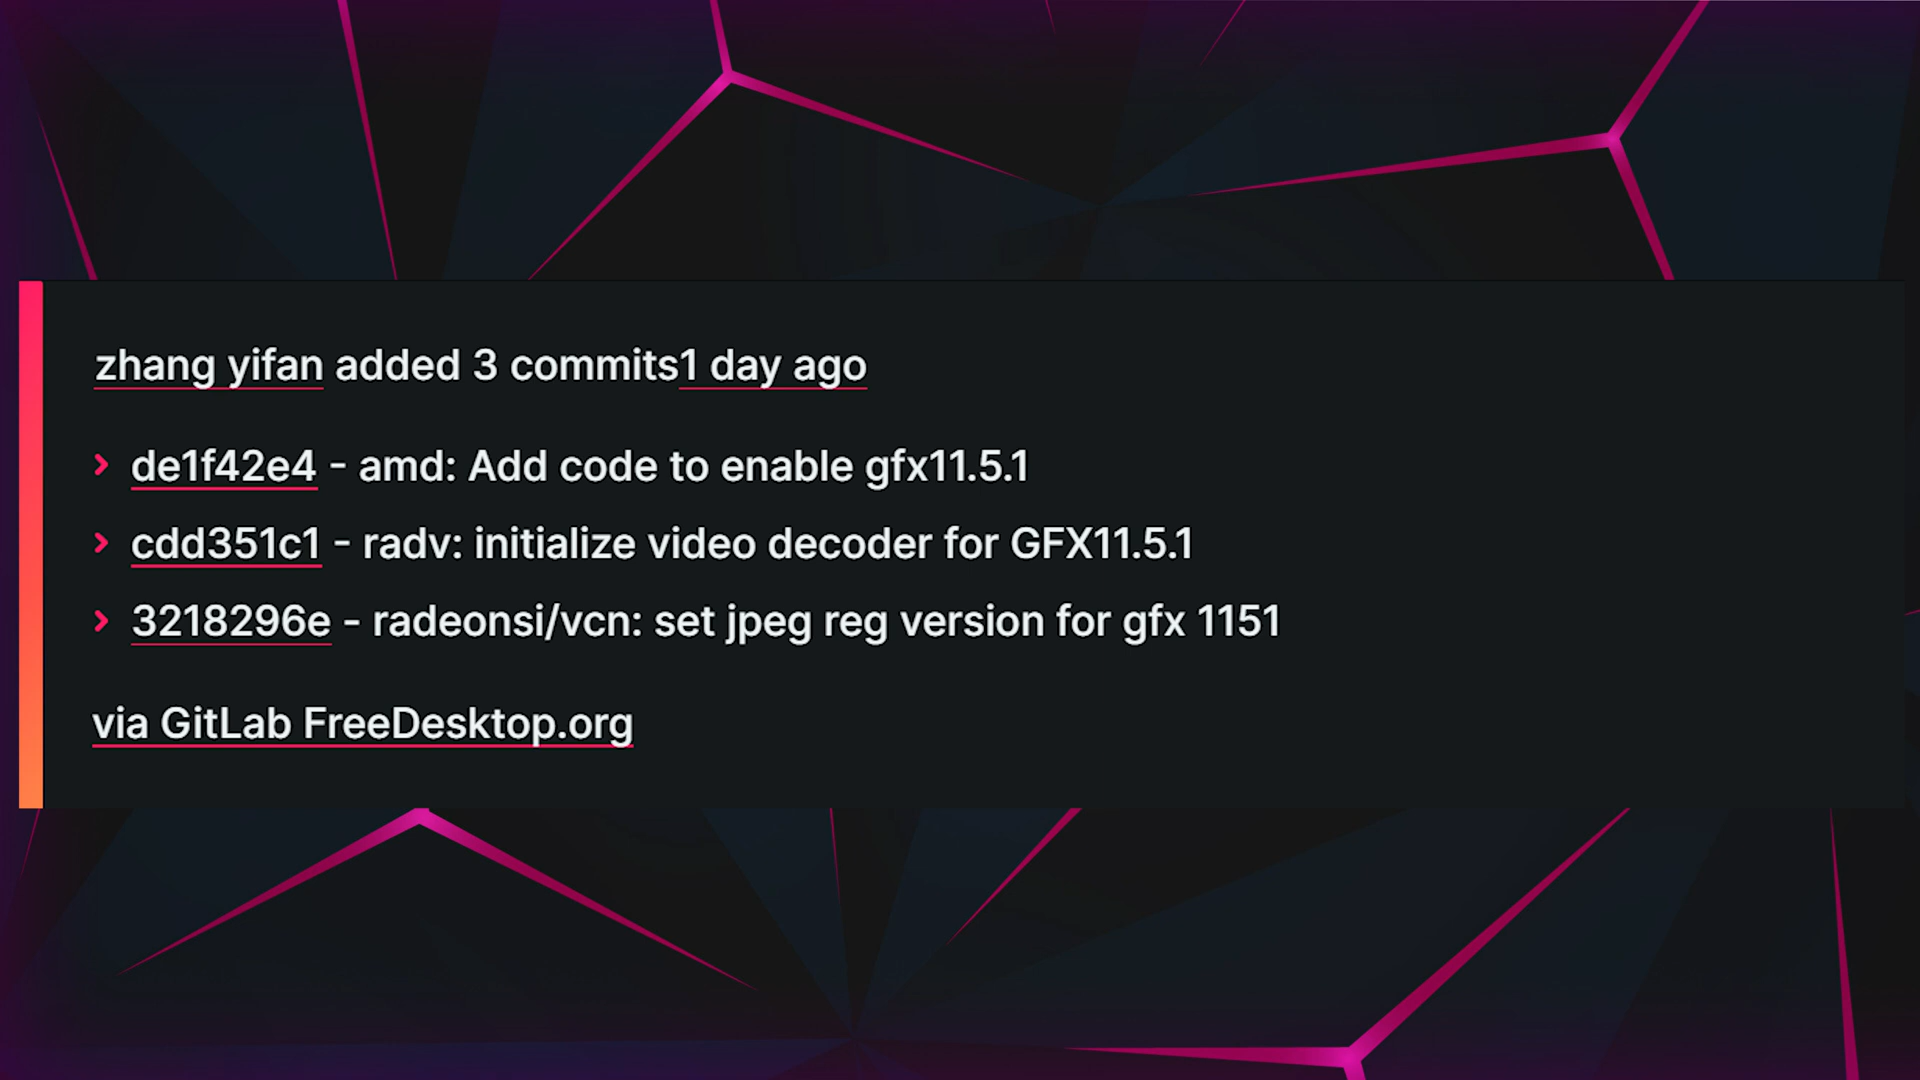 zhang yifan added 3 commits1 day ago
de1f42e4 - amd: Add code to enable gfx11.5.1
cdd351c1 - radv: initialize video decoder for GFX11.5.1
3218296e - radeonsi/vcn: set jpeg reg version for gfx 1151
via GitLab FreeDesktop.org